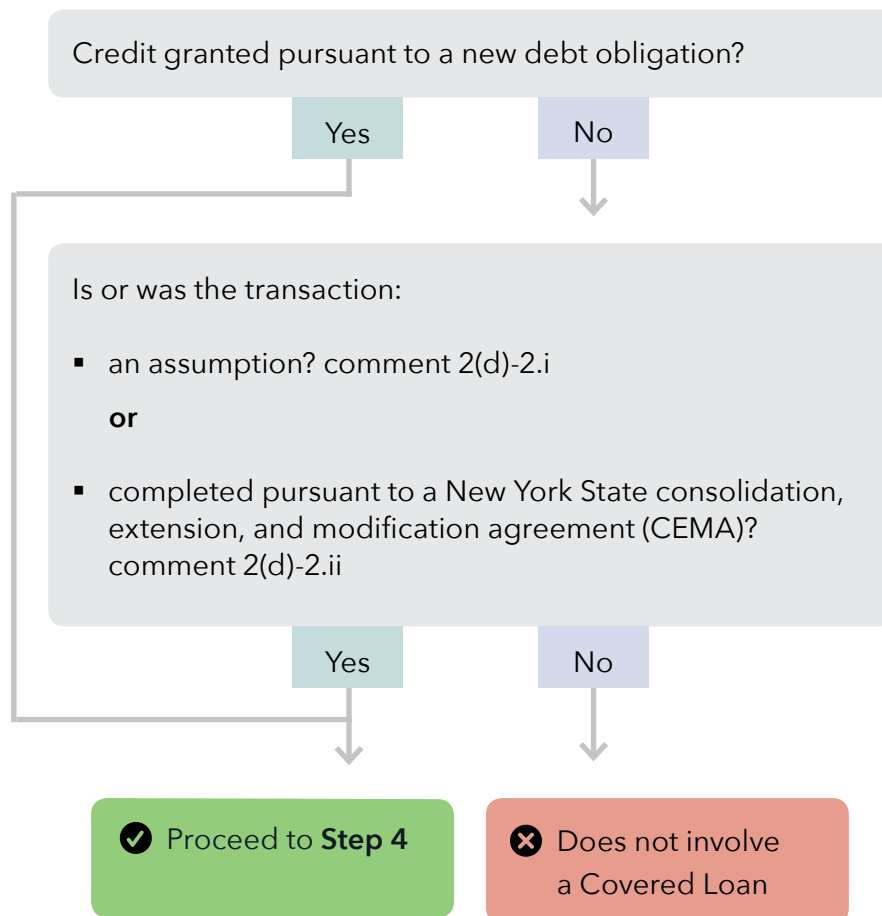 Credit granted pursuant to a new debt obligation?
Yes
No
Is or was the transaction:
▪ an assumption? comment 2(d)-2.i
or
▪ completed pursuant to a New York State consolidation,
extension, and modification agreement (CEMA)?
comment 2(d)-2.ii
Yes
No
Proceed to Step 4
Does not involve
a Covered Loan